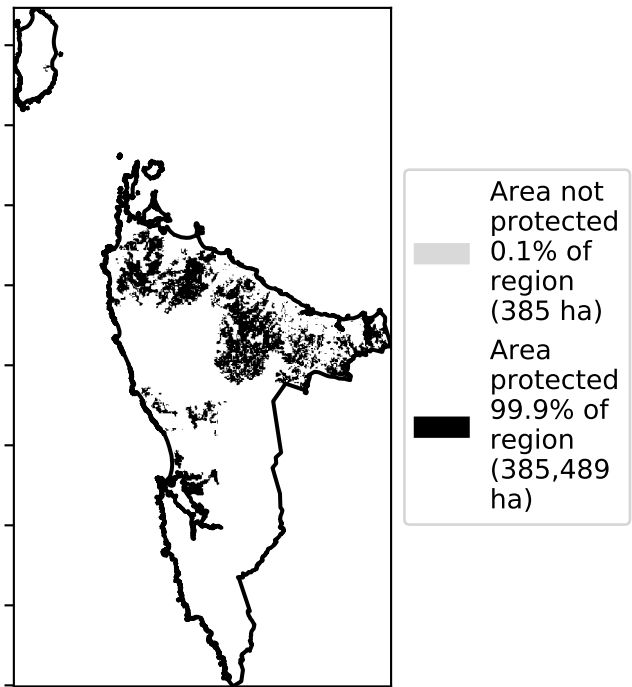 Area not
protected
0.1% of
region
(385 ha)
Area
protected
99.9% of
region
(385,489
ha)